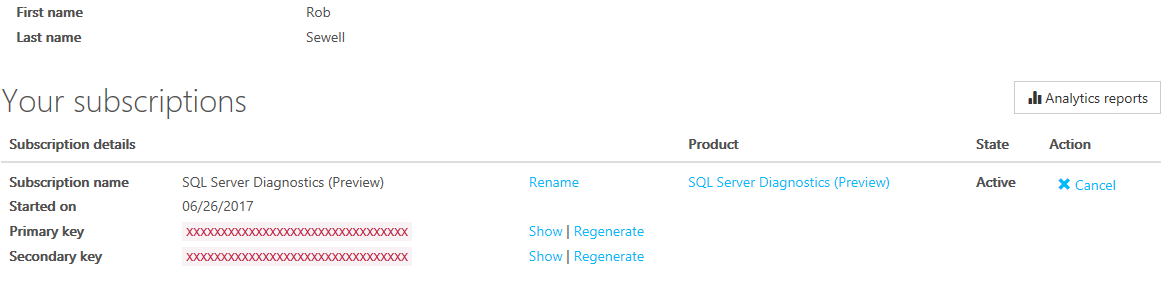 First name Rob
Last name Sewell
Your subscriptions Analytics reports
Subscription details Product State Action
Subscription name SQL Server Diagnostics (Preview) Rename SQL Server Diagnostics (Preview) Active Cancel
Started on 06/26/2017
Primary key xxxxxxxxxxxxxxxxxxxxxxxxxxxxxxxx Show | Regenerate
Secondary key xxxxxxxxxxxxxxxxxxxxxxxxxxxxxxxx Show | Regenerate